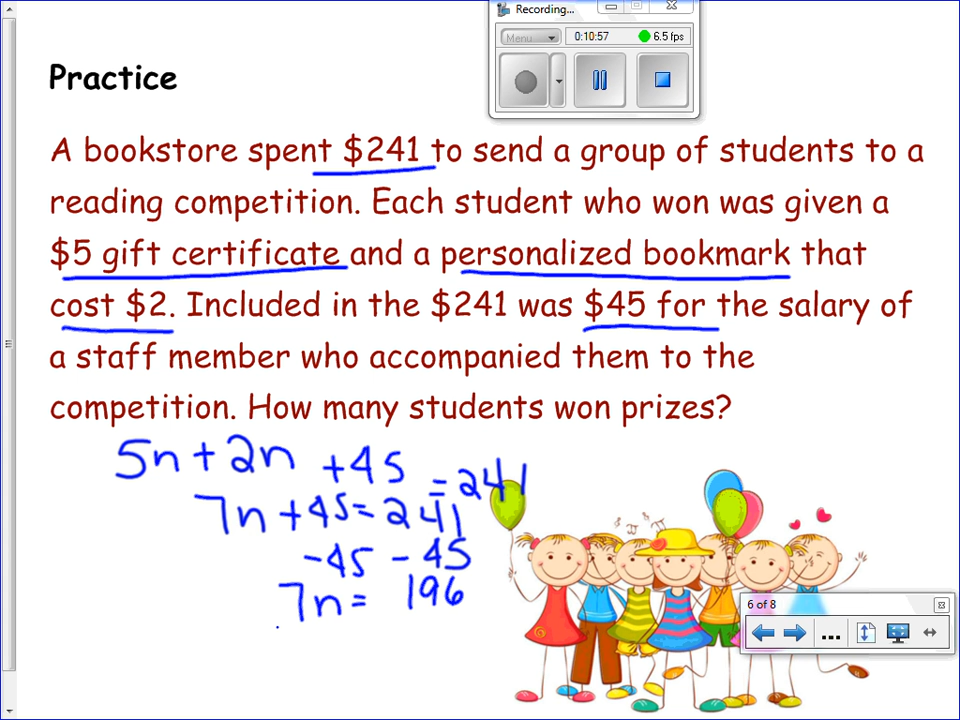 Recording...
Menu
0:10:57
6.5 fps
Practice
A bookstore spent $241 to send a group of students to a
reading competition. Each student who won was given a
$5 gift certificate and a personalized bookmark that
cost $2. Included in the $241 was $45 for the salary of
a staff member who accompanied them to the
competition. How many students won prizes?
5n + 2n + 45 = 241
7n + 45 = 241
- 45 - 45
7n = 196
6 of 8
...